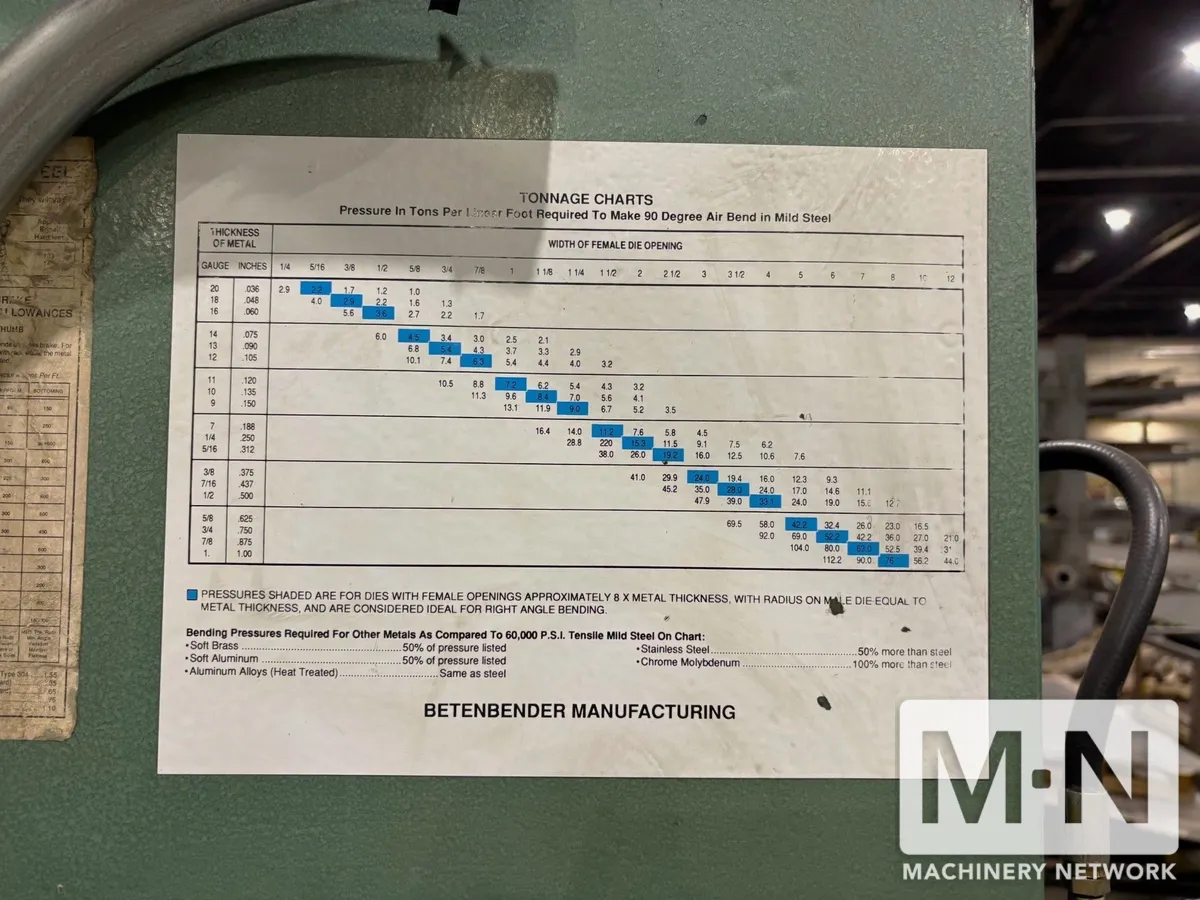 TONNAGE CHARTS
Pressure In Tons Per Linear Foot Required To Make 90 Degree Air Bend in Mild Steel
THICKNESS OF METAL WIDTH OF FEMALE DIE OPENING
GAUGE INCHES 1/4 5/16 3/8 1/2 5/8 3/4 7/8 1 1 1/8 1 1/4 1 1/2 2 2 1/2 3 3 1/2 4 5 6 7 8 10 12
20 .036 2.9 2.2 1.7 1.2 1.0
18 .048 4.0 2.9 2.2 1.6 1.3
16 .060 5.6 3.6 2.7 2.2 1.7
14 .075 6.0 4.5 3.4 3.0 2.5 2.1
13 .090 6.8 5.4 4.3 3.7 3.3 2.9
12 .105 10.1 7.4 6.3 5.4 4.4 4.0 3.2
11 .120 10.5 8.8 7.2 6.2 5.4 4.3 3.2
10 .135 11.3 9.6 8.4 7.0 5.6 4.1
9 .150 13.1 11.9 9.0 6.7 5.2 3.5
7 .188 16.4 14.0 11.2 7.6 5.8 4.5
1/4 .250 28.8 220 15.3 11.5 9.1 7.5 6.2
5/16 .312 38.0 26.0 19.2 16.0 12.5 10.6 7.6
3/8 .375 41.0 29.9 24.0 19.4 16.0 12.3 9.3
7/16 .437 45.2 35.0 28.0 24.0 17.0 14.6 11.1
1/2 .500 47.9 39.0 33.1 24.0 19.0
5/8 .625 69.5 58.0 42.2 32.4 26.0 23.0 16.5
3/4 .750 92.0 69.0 52.2 42.2 36.0 27.0 21.0
7/8 .875 104.0 80.0 63.0 52.5 39.4
1. 1.00 112.2 90.0 56.2 44.0
PRESSURES SHADED ARE FOR DIES WITH FEMALE OPENINGS APPROXIMATELY 8 X METAL THICKNESS, WITH RADIUS ON MALE DIE EQUAL TO
METAL THICKNESS, AND ARE CONSIDERED IDEAL FOR RIGHT ANGLE BENDING.
Bending Pressures Required For Other Metals As Compared To 60,000 P.S.I. Tensile Mild Steel On Chart:
•Soft Brass ........................ 50% of pressure listed
•Soft Aluminum ........................ 50% of pressure listed
•Aluminum Alloys (Heat Treated) ........................ Same as steel
•Stainless Steel ........................ 50% more than steel
•Chrome Molybdenum ........................ 100% more than steel
BETENBENDER MANUFACTURING
M·N
MACHINERY NETWORK